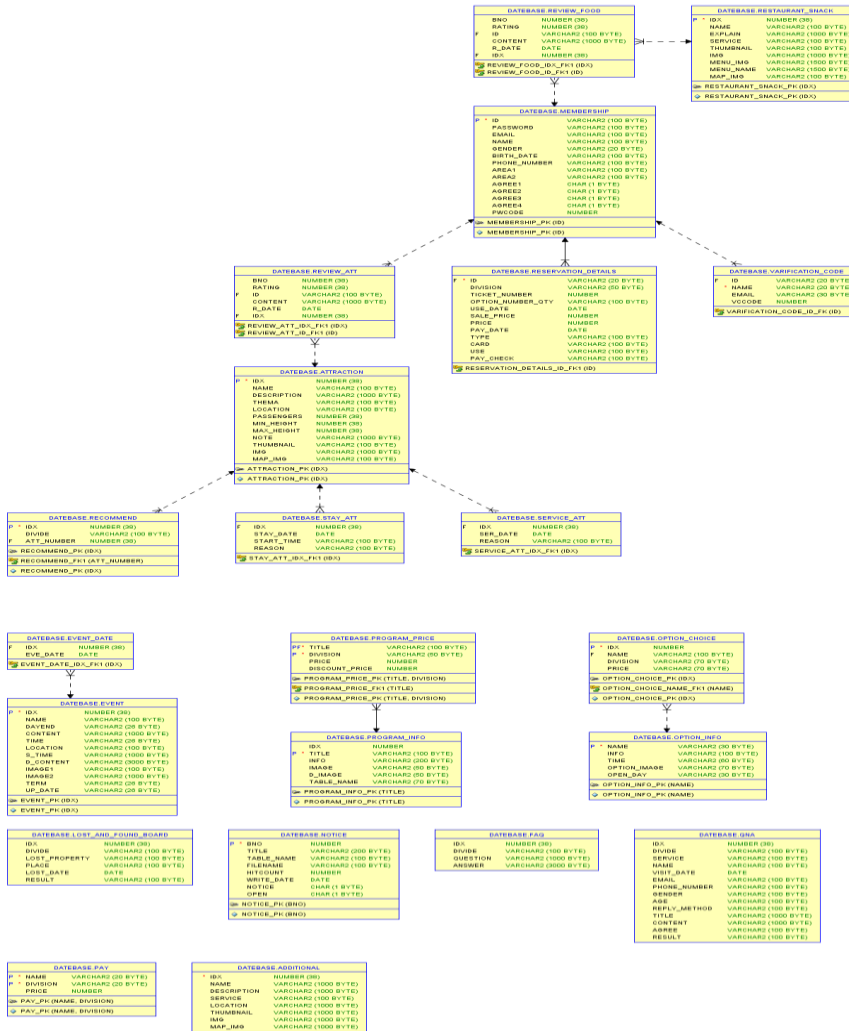 DATEBASE.REVIEW_FOOD
BNO NUMBER (38)
RATING NUMBER (38)
F ID VARCHAR2 (100 BYTE)
CONTENT VARCHAR2 (1000 BYTE)
R_DATE DATE
F IDX NUMBER (38)
REVIEW_FOOD_IDX_FK1 (IDX)
REVIEW_FOOD_ID_FK1 (ID)
DATEBASE.RESTAURANT_SNACK
P * IDX NUMBER (38)
NAME VARCHAR2 (100 BYTE)
EXPLAIN VARCHAR2 (1000 BYTE)
SERVICE VARCHAR2 (100 BYTE)
THUMBNAIL VARCHAR2 (100 BYTE)
IMG VARCHAR2 (1000 BYTE)
MENU_IMG VARCHAR2 (1500 BYTE)
MENU_NAME VARCHAR2 (1500 BYTE)
MAP_IMG VARCHAR2 (100 BYTE)
RESTAURANT_SNACK_PK (IDX)
RESTAURANT_SNACK_PK (IDX)
DATEBASE.MEMBERSHIP
P * ID VARCHAR2 (100 BYTE)
PASSWORD VARCHAR2 (100 BYTE)
EMAIL VARCHAR2 (100 BYTE)
NAME VARCHAR2 (100 BYTE)
GENDER VARCHAR2 (20 BYTE)
BIRTH_DATE VARCHAR2 (100 BYTE)
PHONE_NUMBER VARCHAR2 (100 BYTE)
AREA1 VARCHAR2 (100 BYTE)
AREA2 VARCHAR2 (100 BYTE)
AGREE1 CHAR (1 BYTE)
AGREE2 CHAR (1 BYTE)
AGREE3 CHAR (1 BYTE)
AGREE4 CHAR (1 BYTE)
PWCODE NUMBER
MEMBERSHIP_PK (ID)
MEMBERSHIP_PK (ID)
DATEBASE.REVIEW_ATT
BNO NUMBER (38)
RATING NUMBER (38)
F ID VARCHAR2 (100 BYTE)
CONTENT VARCHAR2 (1000 BYTE)
R_DATE DATE
F IDX NUMBER (38)
REVIEW_ATT_IDX_FK1 (IDX)
REVIEW_ATT_ID_FK1 (ID)
DATEBASE.RESERVATION_DETAILS
F * ID VARCHAR2 (20 BYTE)
DIVISION VARCHAR2 (50 BYTE)
TICKET_NUMBER NUMBER
OPTION_NUMBER_QTY VARCHAR2 (100 BYTE)
USE_DATE DATE
SALE_PRICE NUMBER
PRICE NUMBER
PAY_DATE DATE
TYPE VARCHAR2 (100 BYTE)
CARD VARCHAR2 (100 BYTE)
USE VARCHAR2 (100 BYTE)
PAY_CHECK VARCHAR2 (100 BYTE)
RESERVATION_DETAILS_ID_FK1 (ID)
DATEBASE.VARIFICATION_CODE
F ID VARCHAR2 (20 BYTE)
* NAME VARCHAR2 (20 BYTE)
EMAIL VARCHAR2 (30 BYTE)
VCCODE NUMBER
VARIFICATION_CODE_ID_FK (ID)
DATEBASE.ATTRACTION
P * IDX NUMBER (38)
NAME VARCHAR2 (100 BYTE)
DESCRIPTION VARCHAR2 (1000 BYTE)
THEMA VARCHAR2 (100 BYTE)
LOCATION VARCHAR2 (100 BYTE)
PASSENGERS NUMBER (38)
MIN_HEIGHT NUMBER (38)
MAX_HEIGHT NUMBER (38)
NOTE VARCHAR2 (1000 BYTE)
THUMBNAIL VARCHAR2 (100 BYTE)
IMG VARCHAR2 (1000 BYTE)
MAP_IMG VARCHAR2 (100 BYTE)
ATTRACTION_PK (IDX)
ATTRACTION_PK (IDX)
DATEBASE.RECOMMEND
P * IDX NUMBER (38)
DIVIDE VARCHAR2 (100 BYTE)
F ATT_NUMBER NUMBER (38)
RECOMMEND_PK (IDX)
RECOMMEND_FK1 (ATT_NUMBER)
RECOMMEND_PK (IDX)
DATEBASE.STAY_ATT
F IDX NUMBER (38)
STAY_DATE DATE
START_TIME VARCHAR2 (100 BYTE)
REASON VARCHAR2 (100 BYTE)
STAY_ATT_IDX_FK1 (IDX)
DATEBASE.SERVICE_ATT
F IDX NUMBER (38)
SER_DATE DATE
REASON VARCHAR2 (100 BYTE)
SERVICE_ATT_IDX_FK1 (IDX)
DATEBASE.EVENT_DATE
F IDX NUMBER (38)
EVE_DATE DATE
EVENT_DATE_IDX_FK1 (IDX)
DATEBASE.PROGRAM_PRICE
PF* TITLE VARCHAR2 (100 BYTE)
P * DIVISION VARCHAR2 (50 BYTE)
PRICE NUMBER
DISCOUNT_PRICE NUMBER
PROGRAM_PRICE_PK (TITLE, DIVISION)
PROGRAM_PRICE_FK1 (TITLE)
PROGRAM_PRICE_PK (TITLE, DIVISION)
DATEBASE.OPTION_CHOICE
P * IDX NUMBER
F NAME VARCHAR2 (100 BYTE)
DIVISION VARCHAR2 (70 BYTE)
PRICE VARCHAR2 (70 BYTE)
OPTION_CHOICE_PK (IDX)
OPTION_CHOICE_NAME_FK1 (NAME)
OPTION_CHOICE_PK (IDX)
DATEBASE.EVENT
P * IDX NUMBER (38)
NAME VARCHAR2 (100 BYTE)
DAYEND VARCHAR2 (26 BYTE)
CONTENT VARCHAR2 (1000 BYTE)
TIME VARCHAR2 (26 BYTE)
LOCATION VARCHAR2 (100 BYTE)
S_TIME VARCHAR2 (1000 BYTE)
D_CONTENT VARCHAR2 (3000 BYTE)
IMAGE1 VARCHAR2 (100 BYTE)
IMAGE2 VARCHAR2 (1000 BYTE)
TERM VARCHAR2 (26 BYTE)
UP_DATE VARCHAR2 (26 BYTE)
EVENT_PK (IDX)
EVENT_PK (IDX)
DATEBASE.PROGRAM_INFO
IDX NUMBER
P * TITLE VARCHAR2 (100 BYTE)
INFO VARCHAR2 (200 BYTE)
IMAGE VARCHAR2 (50 BYTE)
D_IMAGE VARCHAR2 (50 BYTE)
TABLE_NAME VARCHAR2 (70 BYTE)
PROGRAM_INFO_PK (TITLE)
PROGRAM_INFO_PK (TITLE)
DATEBASE.OPTION_INFO
P * NAME VARCHAR2 (30 BYTE)
INFO VARCHAR2 (100 BYTE)
TIME VARCHAR2 (60 BYTE)
OPTION_IMAGE VARCHAR2 (70 BYTE)
OPEN_DAY VARCHAR2 (30 BYTE)
OPTION_INFO_PK (NAME)
OPTION_INFO_PK (NAME)
DATEBASE.LOST_AND_FOUND_BOARD
IDX NUMBER (38)
DIVIDE VARCHAR2 (100 BYTE)
LOST_PROPERTY VARCHAR2 (100 BYTE)
PLACE VARCHAR2 (100 BYTE)
LOST_DATE DATE
RESULT VARCHAR2 (100 BYTE)
DATEBASE.NOTICE
P * BNO NUMBER
TITLE VARCHAR2 (200 BYTE)
TABLE_NAME VARCHAR2 (100 BYTE)
FILENAME VARCHAR2 (100 BYTE)
HITCOUNT NUMBER
WRITE_DATE DATE
NOTICE CHAR (1 BYTE)
OPEN CHAR (1 BYTE)
NOTICE_PK (BNO)
NOTICE_PK (BNO)
DATEBASE.FAQ
IDX NUMBER (38)
DIVIDE VARCHAR2 (100 BYTE)
QUESTION VARCHAR2 (1000 BYTE)
ANSWER VARCHAR2 (3000 BYTE)
DATEBASE.QNA
IDX NUMBER (38)
DIVIDE VARCHAR2 (100 BYTE)
SERVICE VARCHAR2 (100 BYTE)
NAME VARCHAR2 (100 BYTE)
VISIT_DATE DATE
EMAIL VARCHAR2 (100 BYTE)
PHONE_NUMBER VARCHAR2 (100 BYTE)
GENDER VARCHAR2 (100 BYTE)
AGE VARCHAR2 (100 BYTE)
REPLY_METHOD VARCHAR2 (100 BYTE)
TITLE VARCHAR2 (1000 BYTE)
CONTENT VARCHAR2 (1000 BYTE)
AGREE VARCHAR2 (100 BYTE)
RESULT VARCHAR2 (100 BYTE)
DATEBASE.PAY
P * NAME VARCHAR2 (20 BYTE)
P * DIVISION VARCHAR2 (20 BYTE)
PRICE NUMBER
PAY_PK (NAME, DIVISION)
PAY_PK (NAME, DIVISION)
DATEBASE.ADDITIONAL
* IDX NUMBER (38)
NAME VARCHAR2 (1000 BYTE)
DESCRIPTION VARCHAR2 (1000 BYTE)
SERVICE VARCHAR2 (100 BYTE)
LOCATION VARCHAR2 (1000 BYTE)
THUMBNAIL VARCHAR2 (1000 BYTE)
IMG VARCHAR2 (1000 BYTE)
MAP_IMG VARCHAR2 (1000 BYTE)